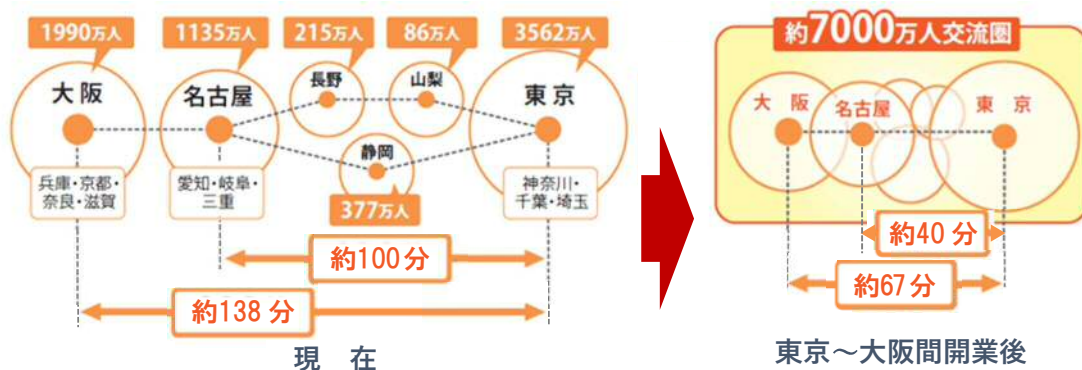 1990万人
1135万人
215万人
86万人
3562万人
大阪
名古屋
長野
山梨
東京
静岡
兵庫・京都・
奈良・滋賀
愛知・岐阜・
三重
377万人
神奈川・
千葉・埼玉
約100分
約138分
現 在
約7000万人交流圏
大 阪
名古屋
東 京
約40分
約67分
東京～大阪間開業後